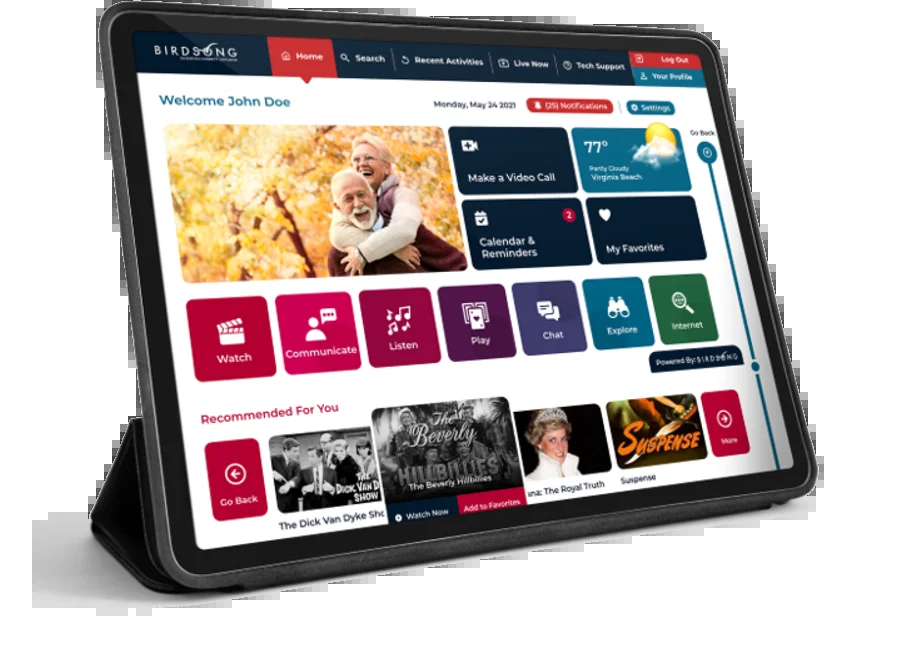 BIRDSONG
Home
Search
Recent Activities
Live Now
Tech Support
Log Out
Your Profile
Welcome John Doe
Monday, May 24 2021
(25) Notifications
Settings
Go Back
Make a Video Call
77°
Partly Cloudy
Virginia Beach
Calendar &
Reminders
2
My Favorites
Watch
Communicate
Listen
Play
Chat
Explore
Internet
Powered By: BIRDSONG
Recommended For You
Go Back
THE
DICK VAN D
SHOW
The Dick Van Dyke Sho
The
Beverly
HILLBILLIES
The Beverly Hillbillies
Watch Now
Add to Favorites
ana: The Royal Truth
SUSPENSE
Suspense
More